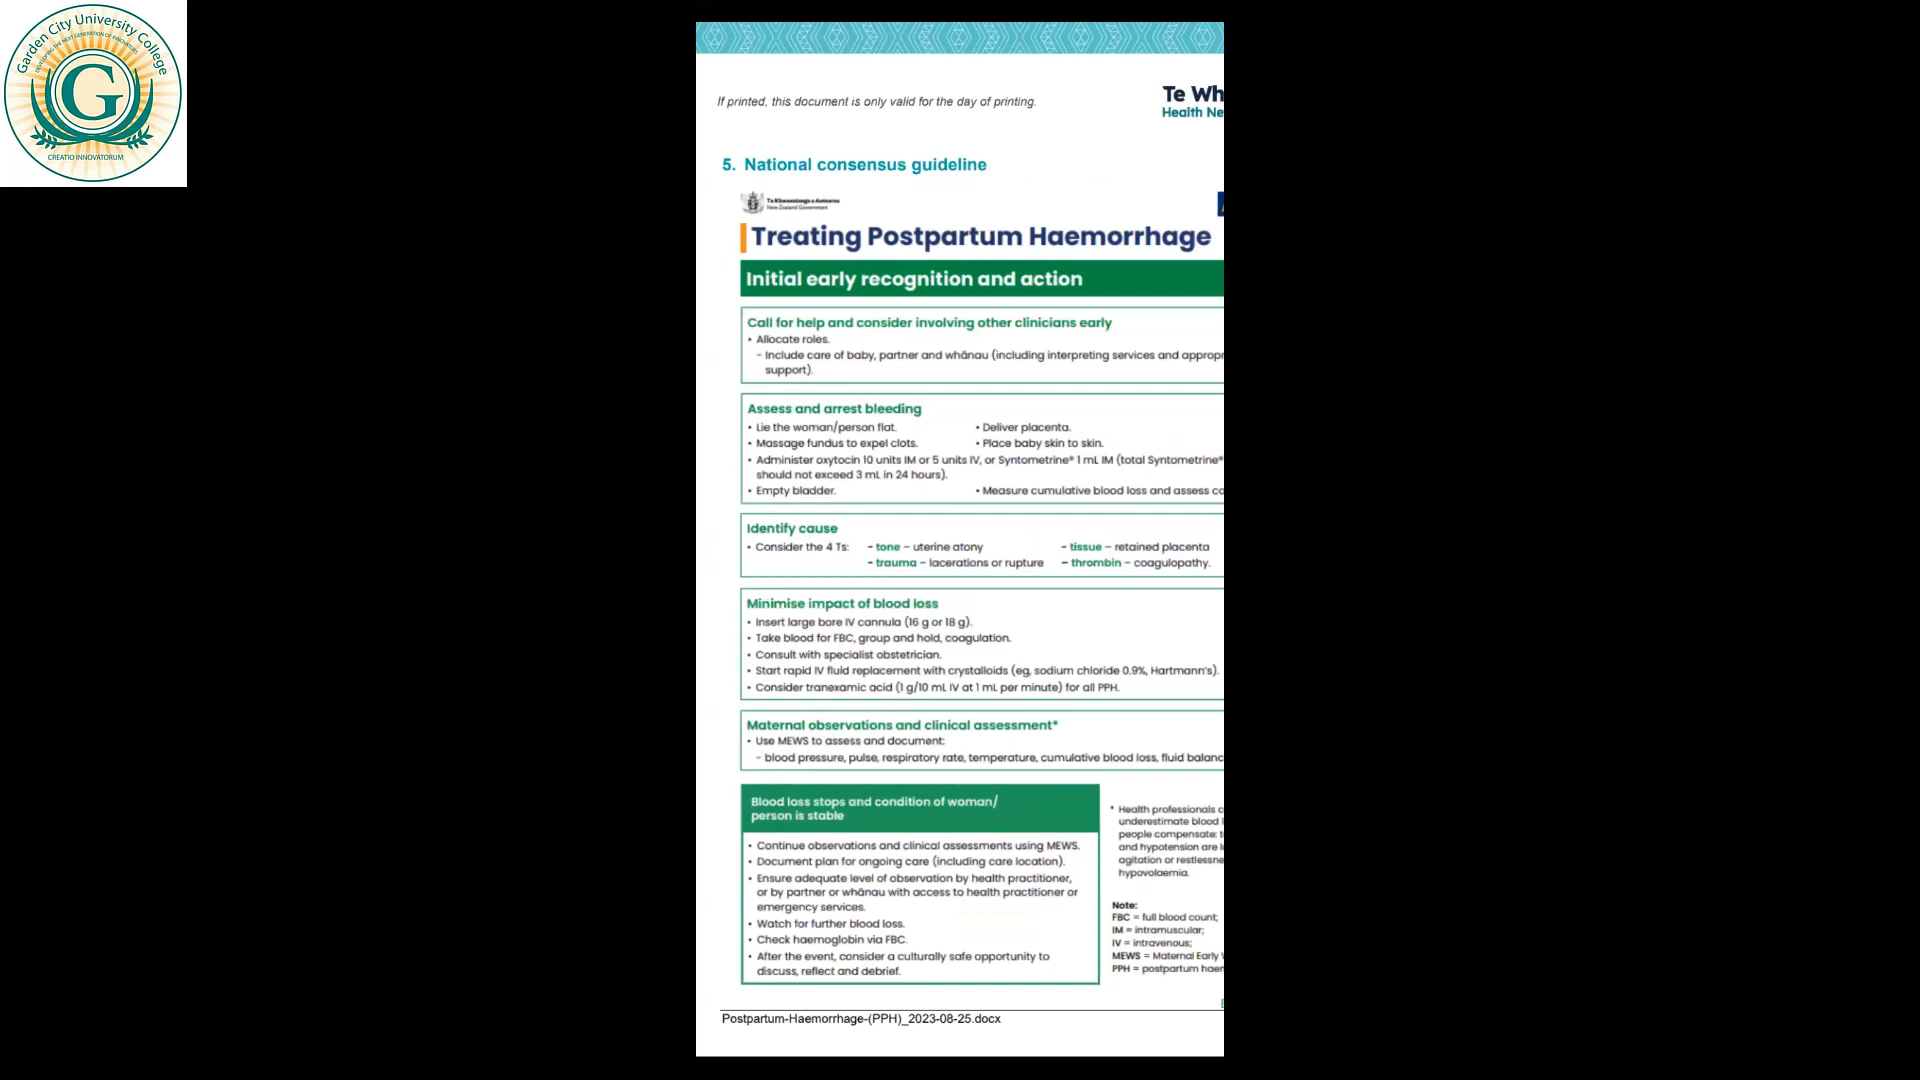 Garden City University College
DEVELOPING THE NEXT GENERATION OF INNOVATORS
G
CREATIO INNOVATORUM
If printed, this document is only valid for the day of printing.
Te Wh
Health Ne
5. National consensus guideline
Te Kāwanatanga o Aotearoa
New Zealand Government
Treating Postpartum Haemorrhage
Initial early recognition and action
Call for help and consider involving other clinicians early
• Allocate roles.
- Include care of baby, partner and whānau (including interpreting services and appropr
support).
Assess and arrest bleeding
• Lie the woman/person flat. • Deliver placenta.
• Massage fundus to expel clots. • Place baby skin to skin.
• Administer oxytocin 10 units IM or 5 units IV, or Syntometrine® 1 mL IM (total Syntometrine®
should not exceed 3 mL in 24 hours).
• Empty bladder. • Measure cumulative blood loss and assess co
Identify cause
• Consider the 4 Ts: - tone – uterine atony - tissue – retained placenta
- trauma – lacerations or rupture - thrombin – coagulopathy.
Minimise impact of blood loss
• Insert large bore IV cannula (16 g or 18 g).
• Take blood for FBC, group and hold, coagulation.
• Consult with specialist obstetrician.
• Start rapid IV fluid replacement with crystalloids (eg, sodium chloride 0.9%, Hartmann's).
• Consider tranexamic acid (1 g/10 mL IV at 1 mL per minute) for all PPH.
Maternal observations and clinical assessment*
• Use MEWS to assess and document:
- blood pressure, pulse, respiratory rate, temperature, cumulative blood loss, fluid balanc
Blood loss stops and condition of woman/
person is stable
• Continue observations and clinical assessments using MEWS.
• Document plan for ongoing care (including care location).
• Ensure adequate level of observation by health practitioner,
or by partner or whānau with access to health practitioner or
emergency services.
• Watch for further blood loss.
• Check haemoglobin via FBC.
• After the event, consider a culturally safe opportunity to
discuss, reflect and debrief.
* Health professionals c
underestimate blood l
people compensate: t
and hypotension are l
agitation or restlessne
hypovolaemia.
Note:
FBC = full blood count;
IM = intramuscular;
IV = intravenous;
MEWS = Maternal Early W
PPH = postpartum haer
Postpartum-Haemorrhage-(PPH)_2023-08-25.docx